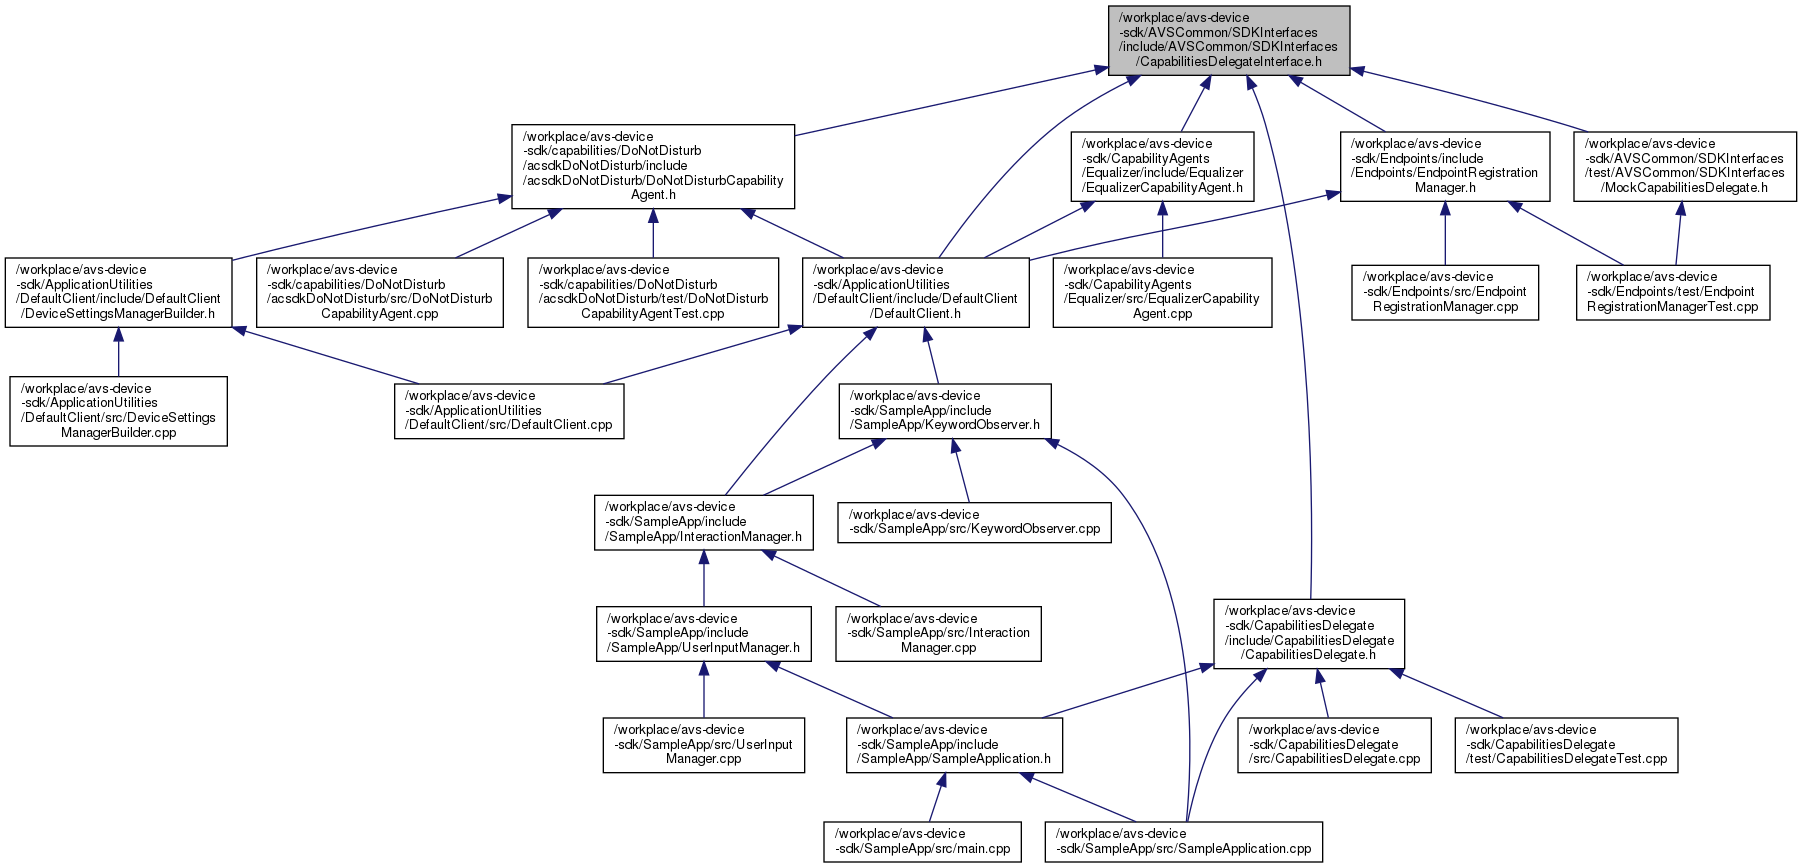 /workplace/avs-device
-sdk/AVSCommon/SDKInterfaces
/include/AVSCommon/SDKInterfaces
/CapabilitiesDelegateInterface.h
/workplace/avs-device
-sdk/capabilities/DoNotDisturb
/acsdkDoNotDisturb/include
/acsdkDoNotDisturb/DoNotDisturbCapability
Agent.h
/workplace/avs-device
-sdk/CapabilityAgents
/Equalizer/include/Equalizer
/EqualizerCapabilityAgent.h
/workplace/avs-device
-sdk/Endpoints/include
/Endpoints/EndpointRegistration
Manager.h
/workplace/avs-device
-sdk/AVSCommon/SDKInterfaces
/test/AVSCommon/SDKInterfaces
/MockCapabilitiesDelegate.h
/workplace/avs-device
-sdk/ApplicationUtilities
/DefaultClient/include/DefaultClient
/DeviceSettingsManagerBuilder.h
/workplace/avs-device
-sdk/capabilities/DoNotDisturb
/acsdkDoNotDisturb/src/DoNotDisturb
CapabilityAgent.cpp
/workplace/avs-device
-sdk/capabilities/DoNotDisturb
/acsdkDoNotDisturb/test/DoNotDisturb
CapabilityAgentTest.cpp
/workplace/avs-device
-sdk/ApplicationUtilities
/DefaultClient/include/DefaultClient
/DefaultClient.h
/workplace/avs-device
-sdk/CapabilityAgents
/Equalizer/src/EqualizerCapability
Agent.cpp
/workplace/avs-device
-sdk/Endpoints/src/Endpoint
RegistrationManager.cpp
/workplace/avs-device
-sdk/Endpoints/test/Endpoint
RegistrationManagerTest.cpp
/workplace/avs-device
-sdk/ApplicationUtilities
/DefaultClient/src/DeviceSettings
ManagerBuilder.cpp
/workplace/avs-device
-sdk/ApplicationUtilities
/DefaultClient/src/DefaultClient.cpp
/workplace/avs-device
-sdk/SampleApp/include
/SampleApp/KeywordObserver.h
/workplace/avs-device
-sdk/SampleApp/include
/SampleApp/InteractionManager.h
/workplace/avs-device
-sdk/SampleApp/src/KeywordObserver.cpp
/workplace/avs-device
-sdk/SampleApp/include
/SampleApp/UserInputManager.h
/workplace/avs-device
-sdk/SampleApp/src/Interaction
Manager.cpp
/workplace/avs-device
-sdk/CapabilitiesDelegate
/include/CapabilitiesDelegate
/CapabilitiesDelegate.h
/workplace/avs-device
-sdk/SampleApp/src/UserInput
Manager.cpp
/workplace/avs-device
-sdk/SampleApp/include
/SampleApp/SampleApplication.h
/workplace/avs-device
-sdk/CapabilitiesDelegate
/src/CapabilitiesDelegate.cpp
/workplace/avs-device
-sdk/CapabilitiesDelegate
/test/CapabilitiesDelegateTest.cpp
/workplace/avs-device
-sdk/SampleApp/src/main.cpp
/workplace/avs-device
-sdk/SampleApp/src/SampleApplication.cpp